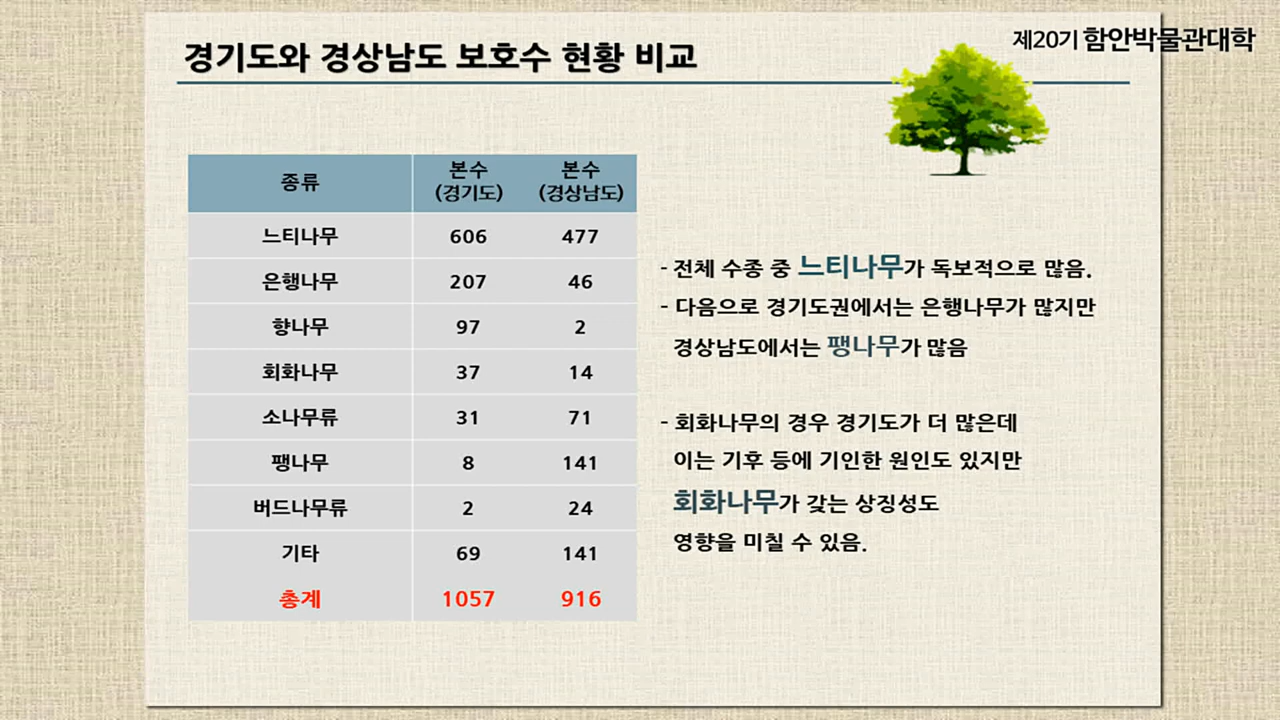 제20기 함안박물관대학
경기도와 경상남도 보호수 현황 비교
종류 본수 (경기도) 본수 (경상남도)
느티나무 606 477
은행나무 207 46
향나무 97 2
회화나무 37 14
소나무류 31 71
팽나무 8 141
버드나무류 2 24
기타 69 141
총계 1057 916
- 전체 수종 중 느티나무가 독보적으로 많음.
- 다음으로 경기도권에서는 은행나무가 많지만
경상남도에서는 팽나무가 많음
- 회화나무의 경우 경기도가 더 많은데
이는 기후 등에 기인한 원인도 있지만
회화나무가 갖는 상징성도
영향을 미칠 수 있음.